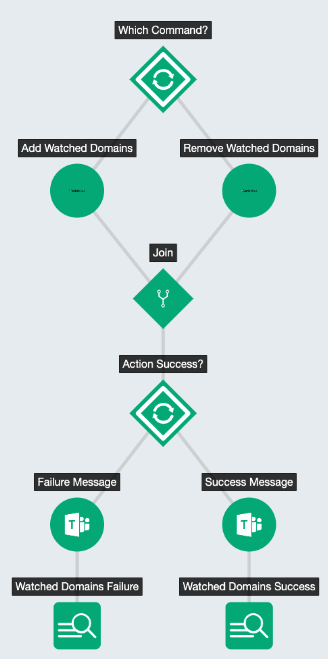 Which Command?
Add Watched Domains
Remove Watched Domains
Join
Action Success?
Failure Message
Success Message
T
T
Watched Domains Failure
Watched Domains Success